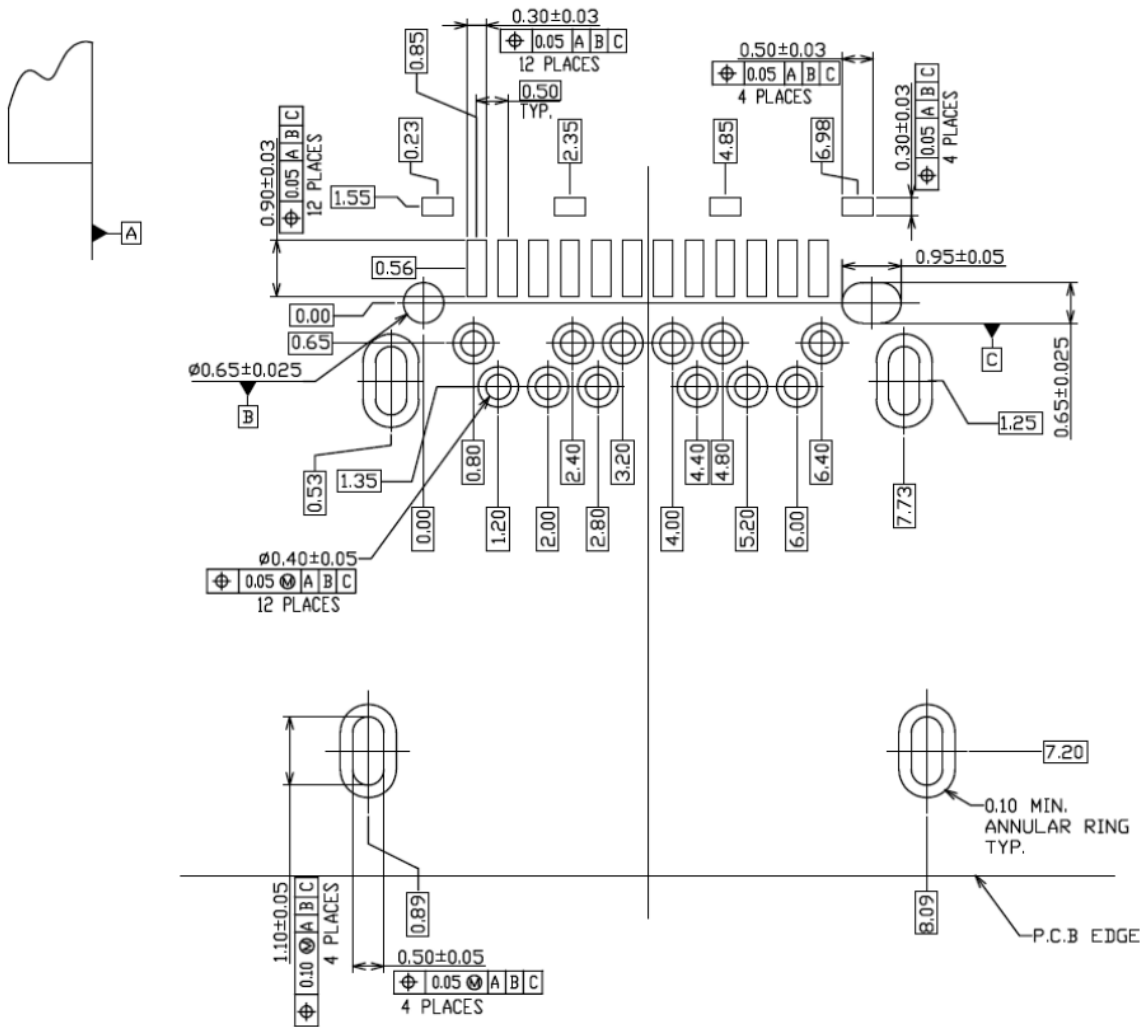 0.30±0.03
⌖ 0.05 A B C
12 PLACES
0.85
0.50
TYP.
0.50±0.03
⌖ 0.05 A B C
4 PLACES
0.30±0.03
⌖ 0.05 A B C
4 PLACES
0.90±0.03
⌖ 0.05 A B C
12 PLACES
0.23
2.35
4.85
6.98
1.55
A
0.56
0.95±0.05
0.00
0.65
Ø0.65±0.025
B
C
0.65±0.025
1.25
0.53
1.35
0.80
2.40
3.20
4.40
4.80
6.40
7.73
0.00
1.20
2.00
2.80
4.00
5.20
6.00
Ø0.40±0.05
⌖ 0.05 Ⓜ A B C
12 PLACES
7.20
0.10 MIN.
ANNULAR RING
TYP.
1.10±0.05
⌖ 0.10 Ⓜ A B C
4 PLACES
0.89
8.09
P.C.B EDGE
0.50±0.05
⌖ 0.05 Ⓜ A B C
4 PLACES